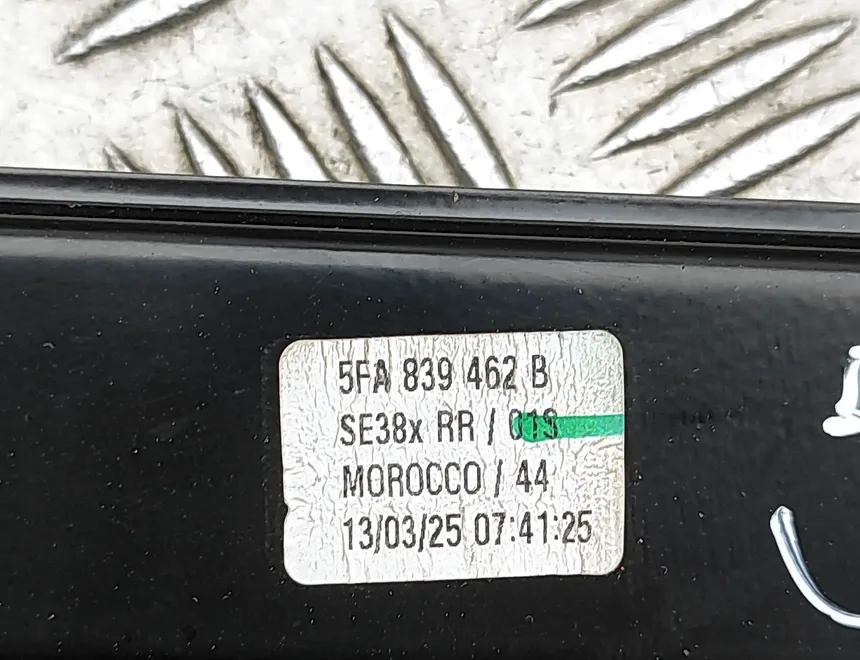 5FA 839 462 B
SE38x RR / 01S
MOROCCO / 44
13/03/25 07:41:25